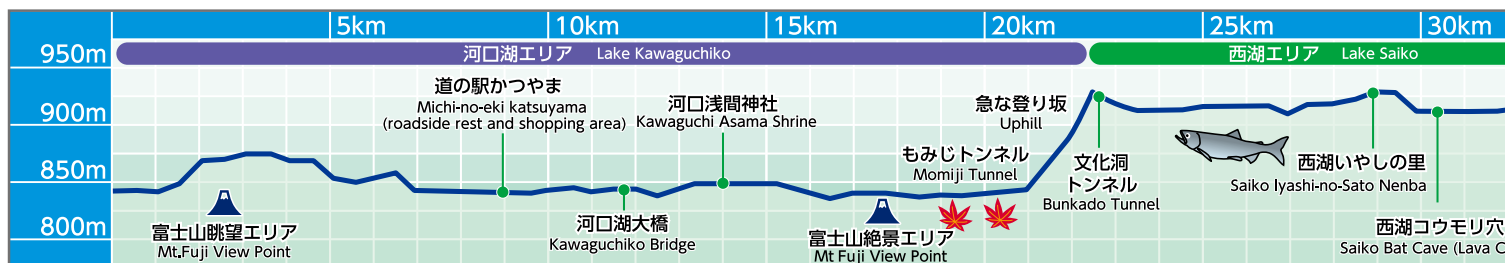 5km 10km 15km 20km 25km 30km
950m
900m
850m
800m
河口湖エリア Lake Kawaguchiko
西湖エリア Lake Saiko
富士山眺望エリア
Mt.Fuji View Point
道の駅かつやま
Michi-no-eki katsuyama
(roadside rest and shopping area)
河口湖大橋
Kawaguchiko Bridge
河口浅間神社
Kawaguchi Asama Shrine
富士山絶景エリア
Mt Fuji View Point
もみじトンネル
Momiji Tunnel
急な登り坂
Uphill
文化洞
トンネル
Bunkado Tunnel
西湖いやしの里
Saiko Iyashi-no-Sato Nenba
西湖コウモリ穴
Saiko Bat Cave (Lava C